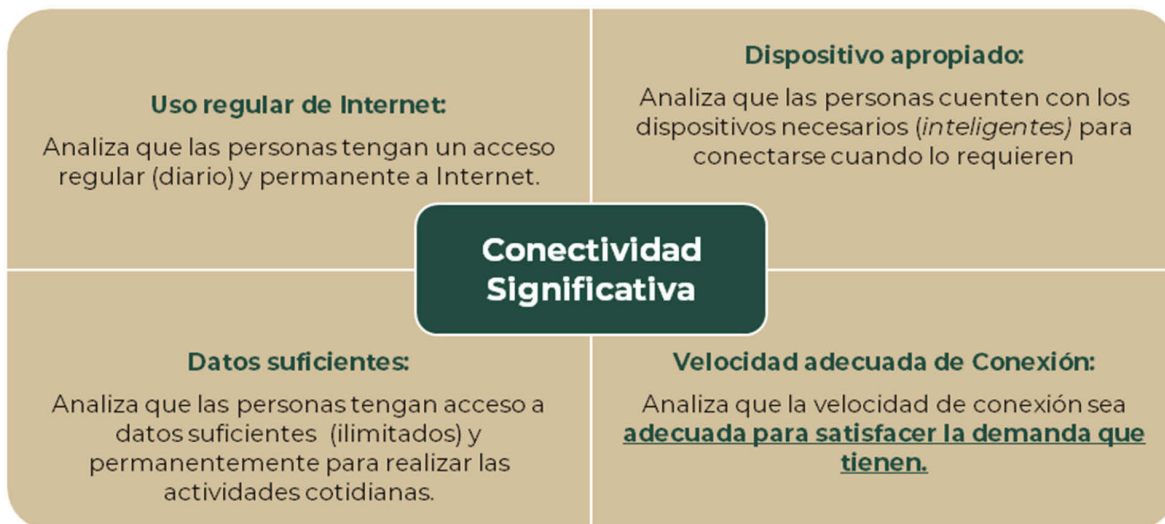 Uso regular de Internet:
Analiza que las personas tengan un acceso
regular (diario) y permanente a Internet.
Dispositivo apropiado:
Analiza que las personas cuenten con los
dispositivos necesarios (inteligentes) para
conectarse cuando lo requieren
Conectividad
Significativa
Datos suficientes:
Analiza que las personas tengan acceso a
datos suficientes (ilimitados) y
permanentemente para realizar las
actividades cotidianas.
Velocidad adecuada de Conexión:
Analiza que la velocidad de conexión sea
adecuada para satisfacer la demanda que
tienen.